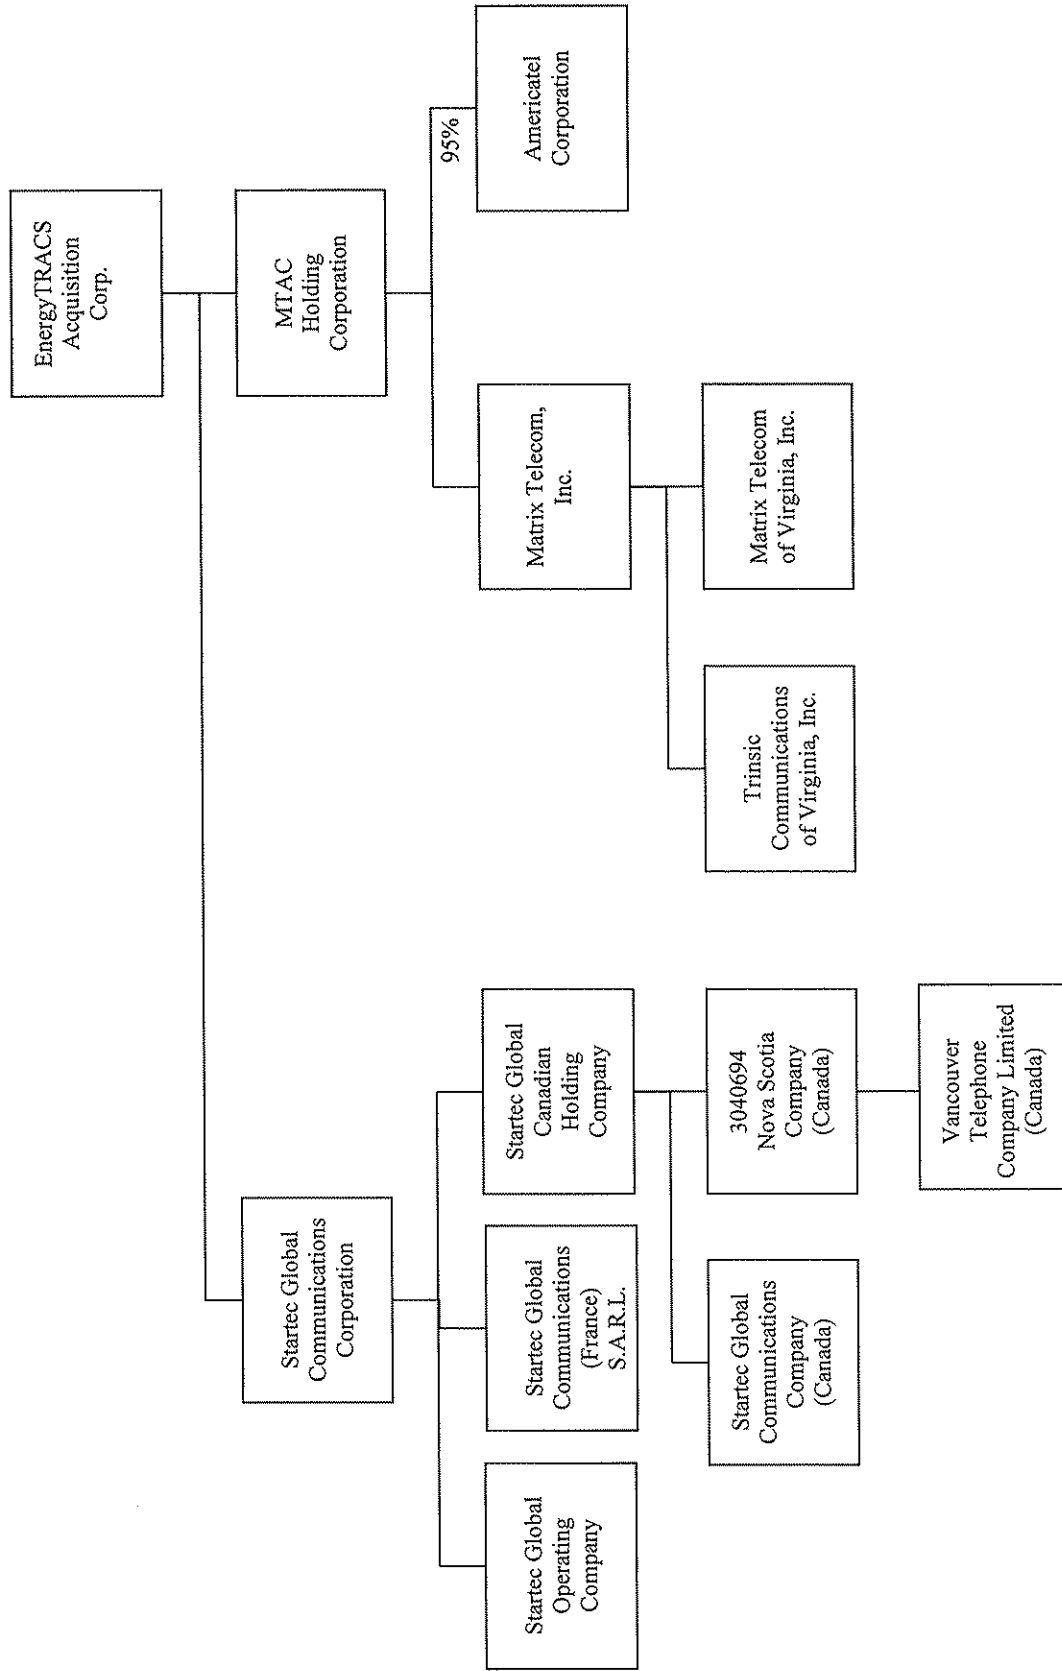 EnergyTRACS
Acquisition
Corp.
Startec Global
Communications
Corporation
MTAC
Holding
Corporation
95%
Startec Global
Operating
Company
Startec Global
Communications
(France)
S.A.R.L.
Startec Global
Canadian
Holding
Company
Matrix Telecom,
Inc.
Americatel
Corporation
Startec Global
Communications
Company
(Canada)
3040694
Nova Scotia
Company
(Canada)
Trinsic
Communications
of Virginia, Inc.
Matrix Telecom
of Virginia, Inc.
Vancouver
Telephone
Company Limited
(Canada)